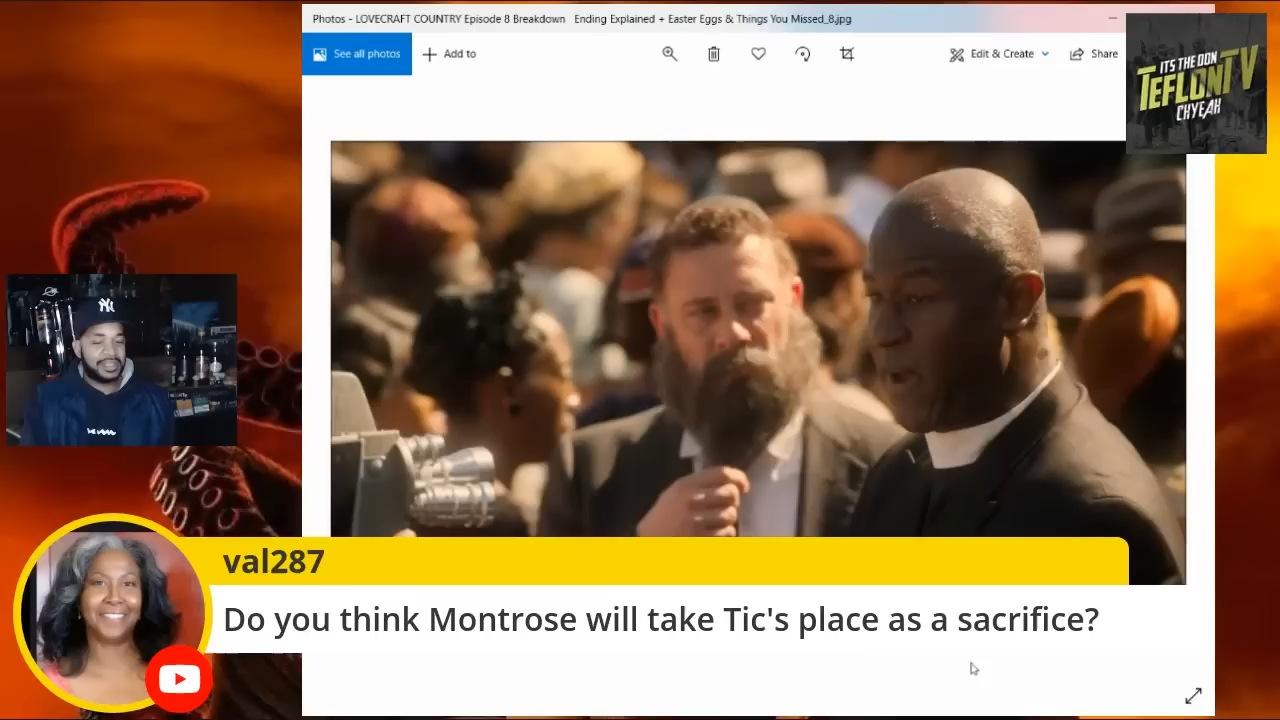 Photos - LOVECRAFT COUNTRY Episode 8 Breakdown Ending Explained + Easter Eggs & Things You Missed_8.jpg
See all photos
Add to
Edit & Create
Share
IT'S THE DON
TEFLON TV
CHYEAH
NY
val287
Do you think Montrose will take Tic's place as a sacrifice?